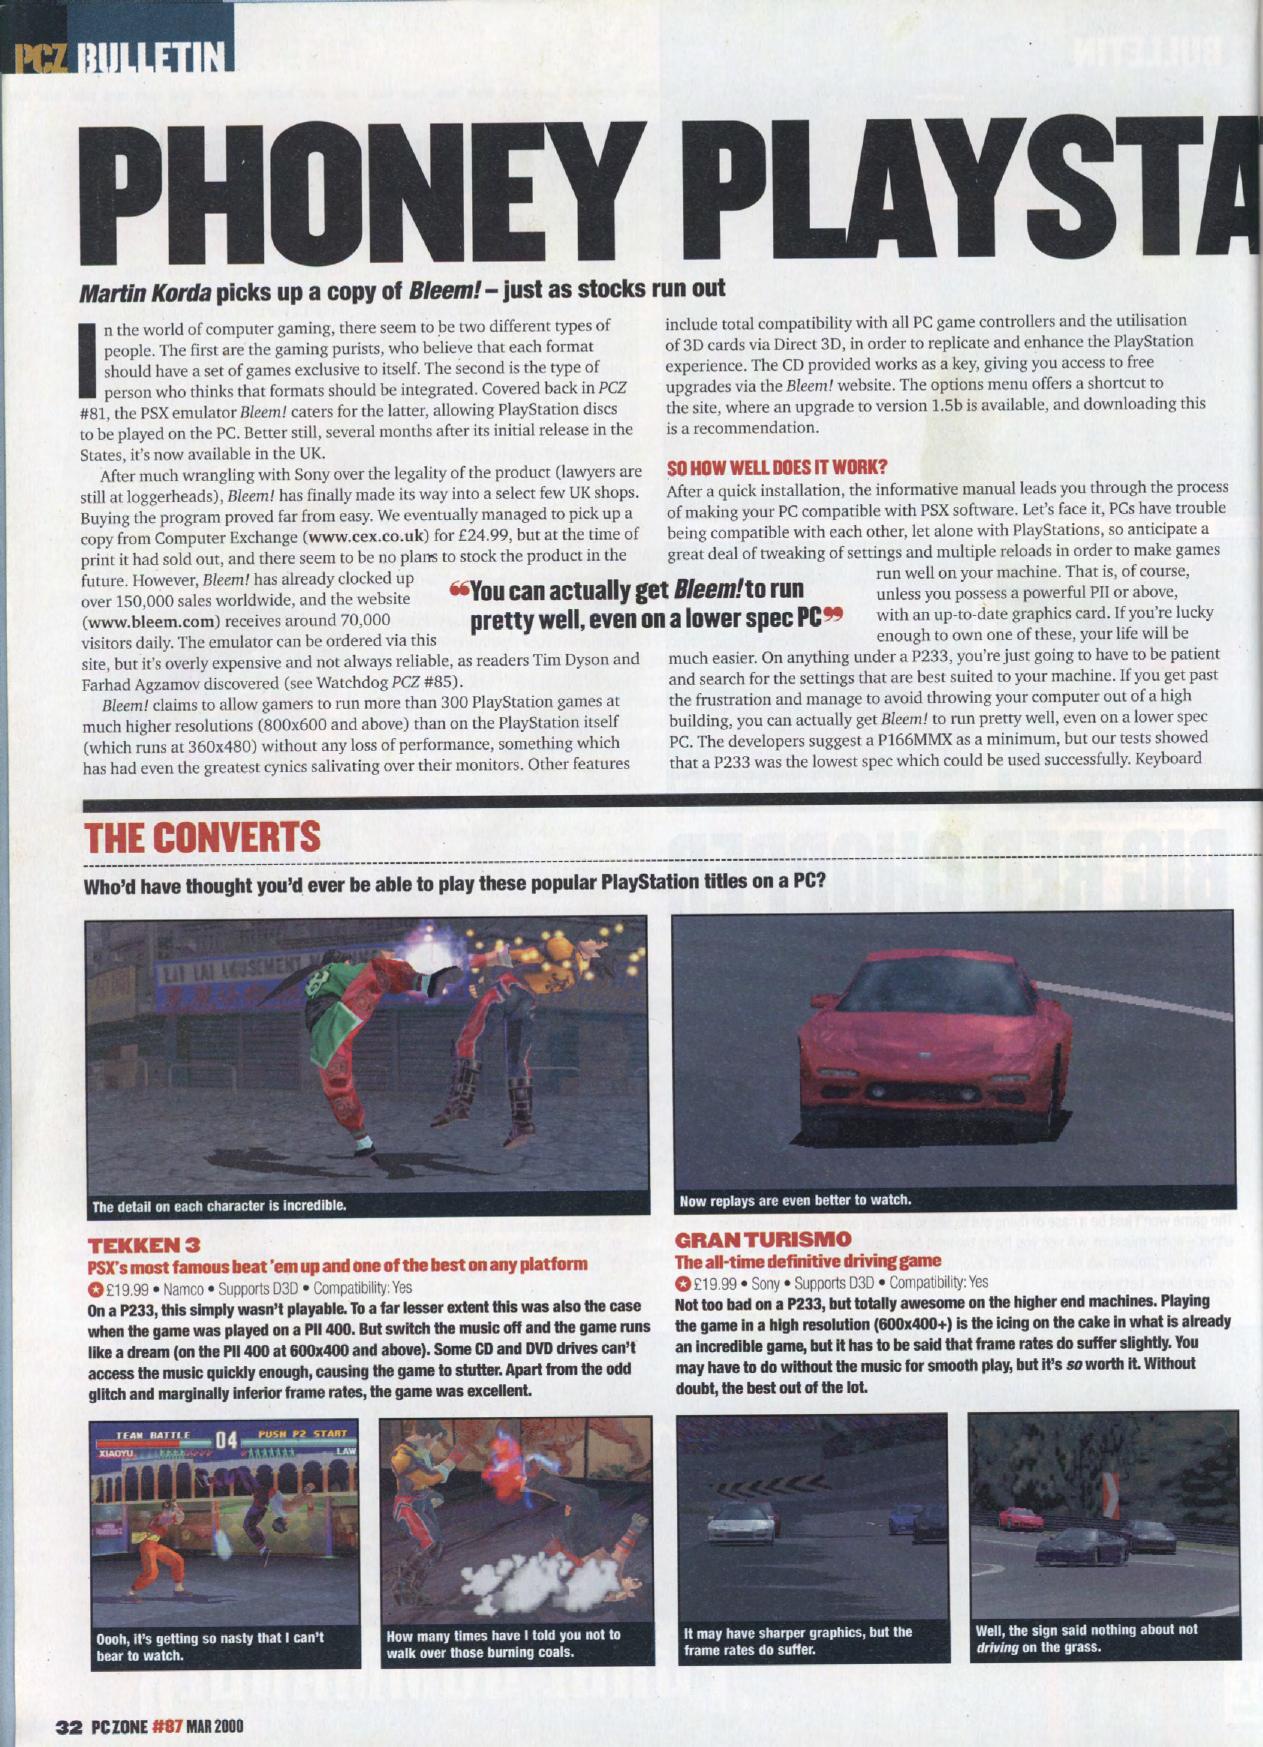 PCZ BULLETIN
PHONEY PLAYSTA
Martin Korda picks up a copy of Bleem! – just as stocks run out
In the world of computer gaming, there seem to be two different types of
people. The first are the gaming purists, who believe that each format
should have a set of games exclusive to itself. The second is the type of
person who thinks that formats should be integrated. Covered back in PCZ
#81, the PSX emulator Bleem! caters for the latter, allowing PlayStation discs
to be played on the PC. Better still, several months after its initial release in the
States, it's now available in the UK.
After much wrangling with Sony over the legality of the product (lawyers are
still at loggerheads), Bleem! has finally made its way into a select few UK shops.
Buying the program proved far from easy. We eventually managed to pick up a
copy from Computer Exchange (www.cex.co.uk) for £24.99, but at the time of
print it had sold out, and there seem to be no plans to stock the product in the
future. However, Bleem! has already clocked up
over 150,000 sales worldwide, and the website
(www.bleem.com) receives around 70,000
visitors daily. The emulator can be ordered via this
site, but it's overly expensive and not always reliable, as readers Tim Dyson and
Farhad Agzamov discovered (see Watchdog PCZ #85).
Bleem! claims to allow gamers to run more than 300 PlayStation games at
much higher resolutions (800x600 and above) than on the PlayStation itself
(which runs at 360x480) without any loss of performance, something which
has had even the greatest cynics salivating over their monitors. Other features
include total compatibility with all PC game controllers and the utilisation
of 3D cards via Direct 3D, in order to replicate and enhance the PlayStation
experience. The CD provided works as a key, giving you access to free
upgrades via the Bleem! website. The options menu offers a shortcut to
the site, where an upgrade to version 1.5b is available, and downloading this
is a recommendation.
SO HOW WELL DOES IT WORK?
After a quick installation, the informative manual leads you through the process
of making your PC compatible with PSX software. Let's face it, PCs have trouble
being compatible with each other, let alone with PlayStations, so anticipate a
great deal of tweaking of settings and multiple reloads in order to make games
run well on your machine. That is, of course,
unless you possess a powerful PII or above,
with an up-to-date graphics card. If you're lucky
enough to own one of these, your life will be
much easier. On anything under a P233, you're just going to have to be patient
and search for the settings that are best suited to your machine. If you get past
the frustration and manage to avoid throwing your computer out of a high
building, you can actually get Bleem! to run pretty well, even on a lower spec
PC. The developers suggest a P166MMX as a minimum, but our tests showed
that a P233 was the lowest spec which could be used successfully. Keyboard
“You can actually get Bleem! to run
pretty well, even on a lower spec PC”
THE CONVERTS
Who'd have thought you'd ever be able to play these popular PlayStation titles on a PC?
The detail on each character is incredible.
Now replays are even better to watch.
TEKKEN 3
PSX's most famous beat 'em up and one of the best on any platform
£19.99 • Namco • Supports D3D • Compatibility: Yes
On a P233, this simply wasn't playable. To a far lesser extent this was also the case
when the game was played on a PII 400. But switch the music off and the game runs
like a dream (on the PII 400 at 600x400 and above). Some CD and DVD drives can't
access the music quickly enough, causing the game to stutter. Apart from the odd
glitch and marginally inferior frame rates, the game was excellent.
GRAN TURISMO
The all-time definitive driving game
£19.99 • Sony • Supports D3D • Compatibility: Yes
Not too bad on a P233, but totally awesome on the higher end machines. Playing
the game in a high resolution (600x400+) is the icing on the cake in what is already
an incredible game, but it has to be said that frame rates do suffer slightly. You
may have to do without the music for smooth play, but it's so worth it. Without
doubt, the best out of the lot.
TEAM BATTLE 04 PUSH P2 START
XIAOYU LAW
Oooh, it's getting so nasty that I can't
bear to watch.
How many times have I told you not to
walk over those burning coals.
It may have sharper graphics, but the
frame rates do suffer.
Well, the sign said nothing about not
driving on the grass.
32 PC ZONE #87 MAR 2000